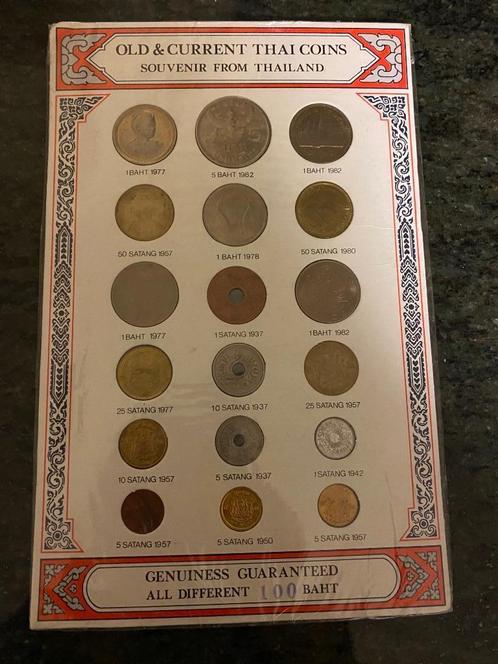 OLD & CURRENT THAI COINS
SOUVENIR FROM THAILAND
1 BAHT 1977
5 BAHT 1982
1 BAHT 1982
50 SATANG 1957
1 BAHT 1978
50 SATANG 1980
1 BAHT 1977
1 SATANG 1937
1 BAHT 1982
25 SATANG 1977
10 SATANG 1937
25 SATANG 1957
10 SATANG 1957
5 SATANG 1937
1 SATANG 1942
5 SATANG 1957
5 SATANG 1950
5 SATANG 1957
GENUINESS GUARANTEED
ALL DIFFERENT 100 BAHT